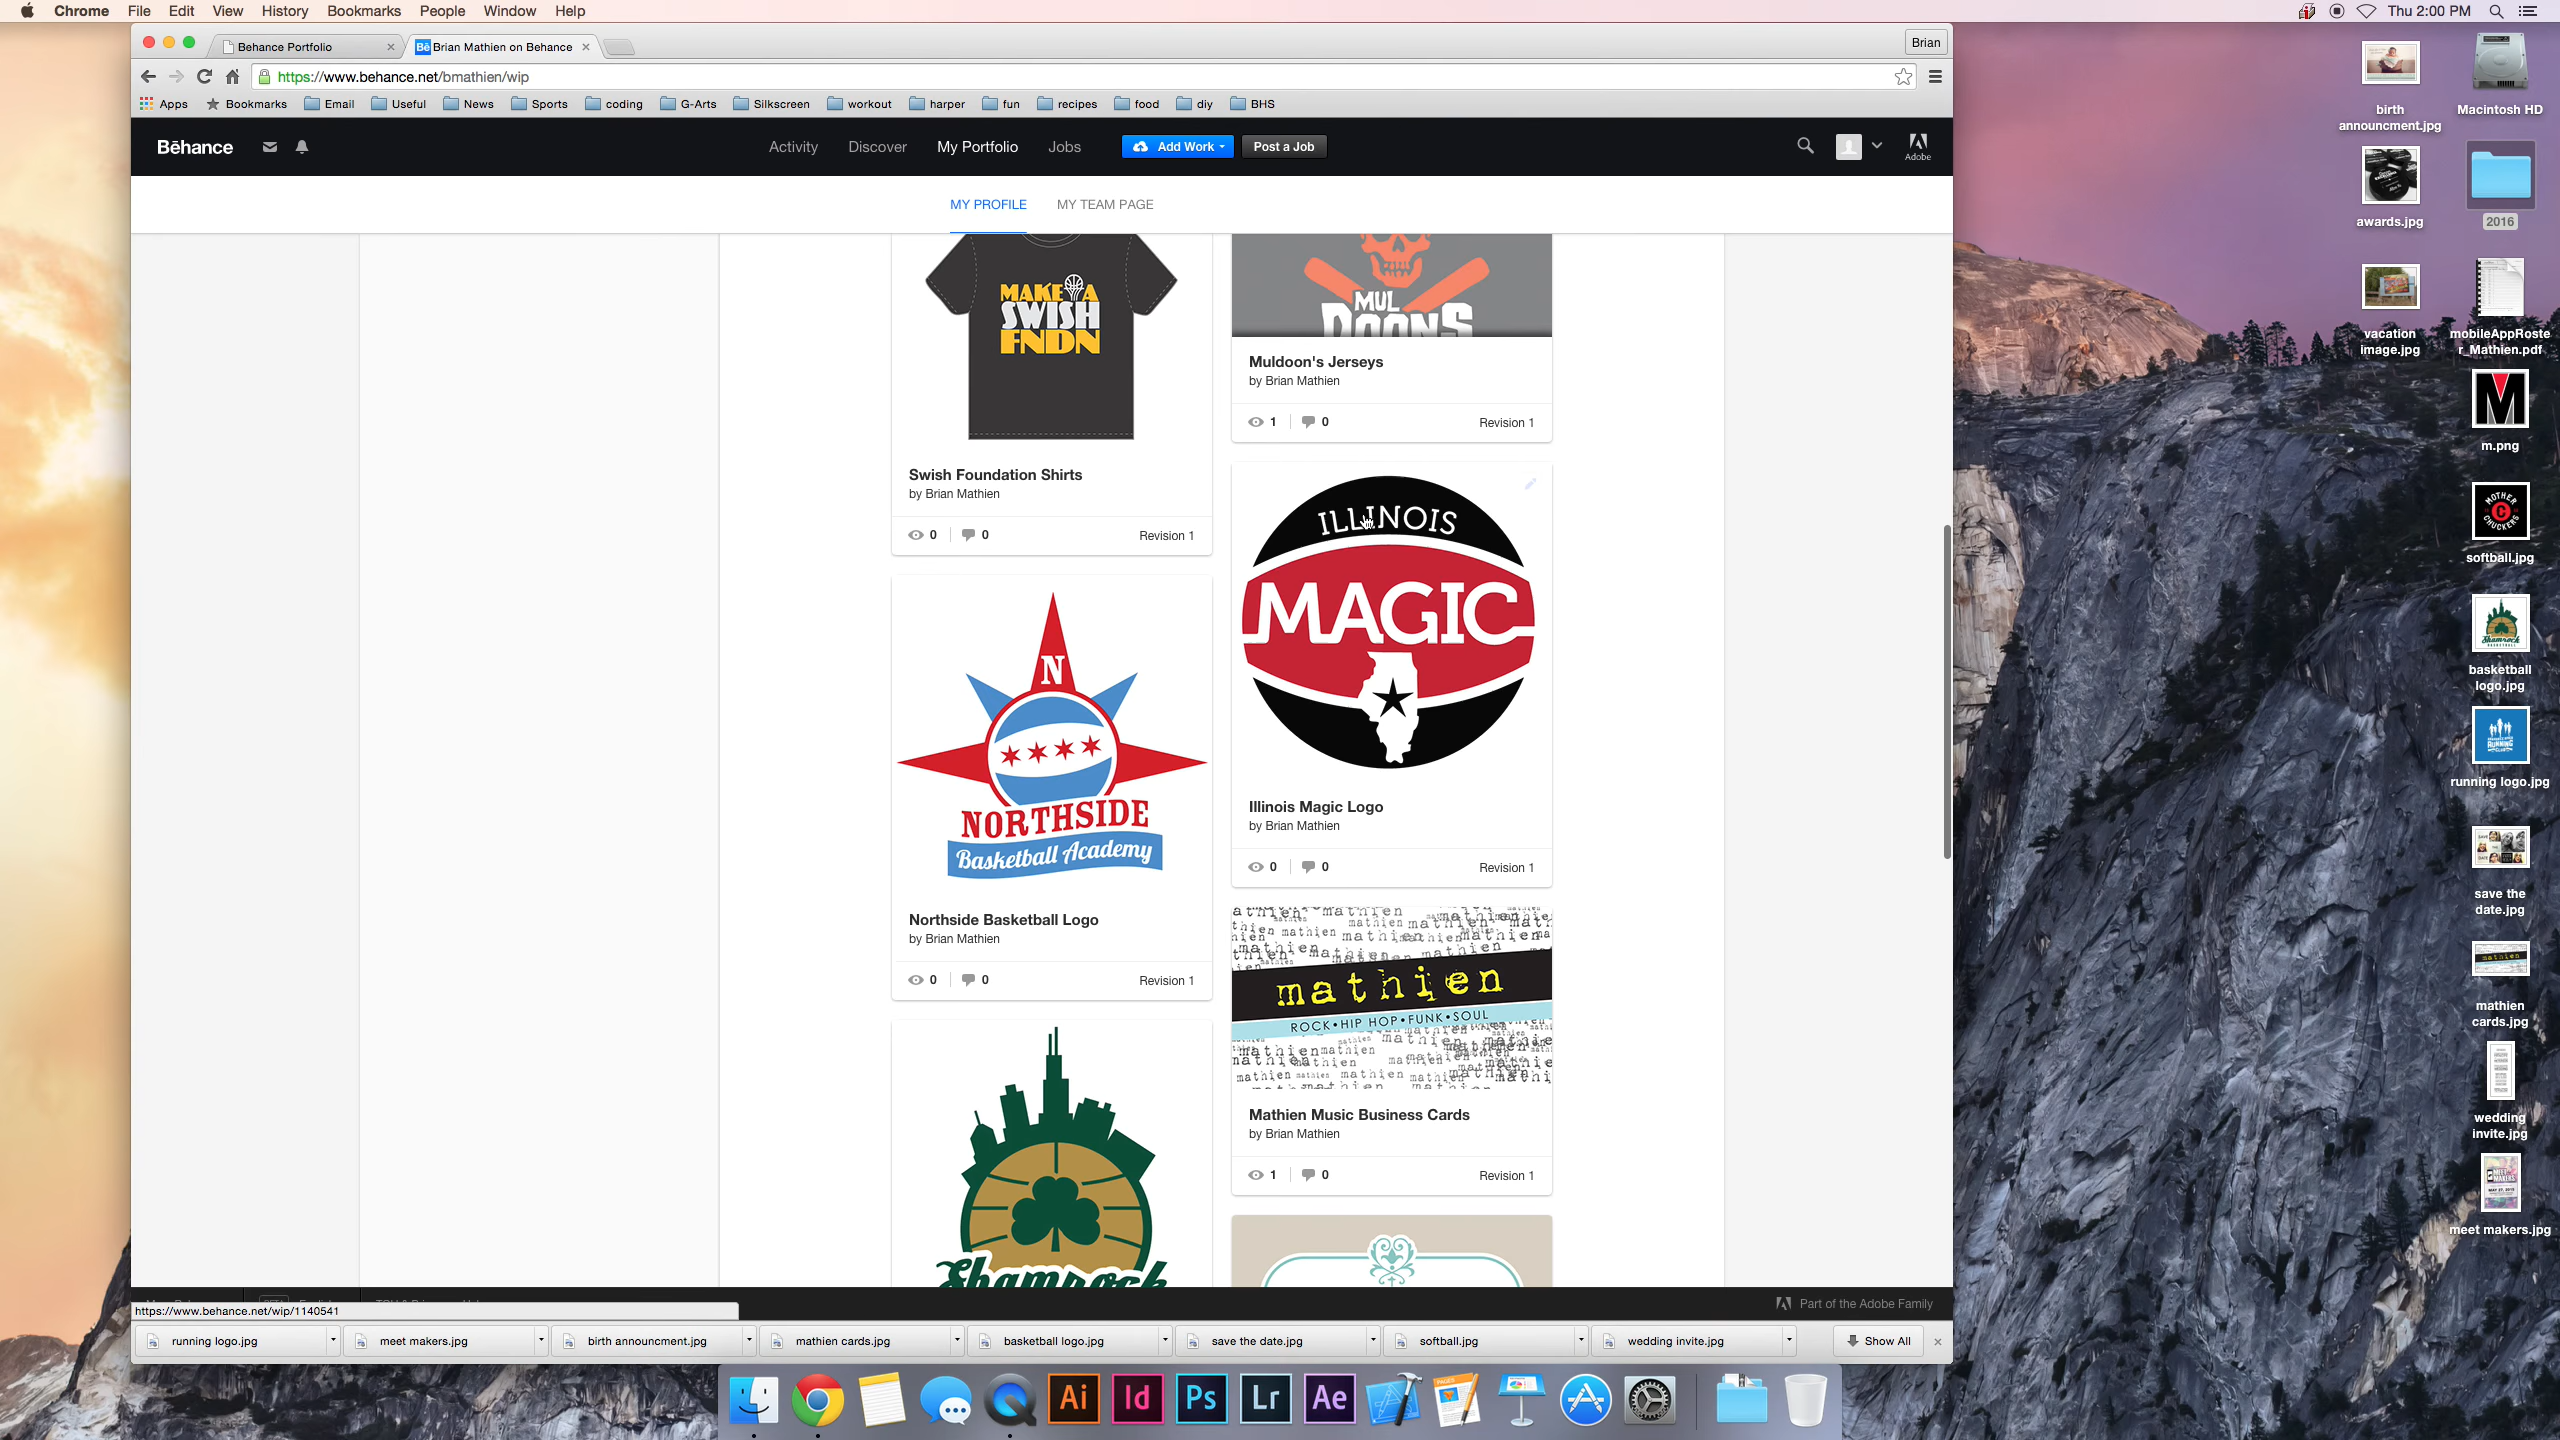 Chrome File Edit View History Bookmarks People Window Help
Thu 2:00 PM
Behance Portfolio
Bē Brian Mathien on Behance
Brian
https://www.behance.net/bmathien/wip
Apps Bookmarks Email Useful News Sports coding G-Arts Silkscreen workout harper fun recipes food diy BHS
Bēhance
Activity Discover My Portfolio Jobs Add Work Post a Job
Adobe
MY PROFILE MY TEAM PAGE
MAKE A
SWISH
FNDN
Swish Foundation Shirts
by Brian Mathien
0 0 Revision 1
MUL
DOONS
Muldoon's Jerseys
by Brian Mathien
1 0 Revision 1
N
NORTHSIDE
Basketball Academy
Northside Basketball Logo
by Brian Mathien
0 0 Revision 1
ILLINOIS
MAGIC
Illinois Magic Logo
by Brian Mathien
0 0 Revision 1
mathien
ROCK•HIP HOP•FUNK•SOUL
Mathien Music Business Cards
by Brian Mathien
1 0 Revision 1
Shamrock
Part of the Adobe Family
https://www.behance.net/wip/1140541
running logo.jpg
meet makers.jpg
birth announcment.jpg
mathien cards.jpg
basketball logo.jpg
save the date.jpg
softball.jpg
wedding invite.jpg
Show All
Ai Id Ps Lr Ae
birth
announcment.jpg
Macintosh HD
awards.jpg
2016
vacation
image.jpg
mobileAppRoste
r_Mathien.pdf
M
m.png
MOTHER
C
CHUCKERS
softball.jpg
Shamrock
basketball
logo.jpg
RUNNING
CLUB
running logo.jpg
save the
date.jpg
mathien
mathien
cards.jpg
wedding
invite.jpg
MEET
MAKERS
meet makers.jpg